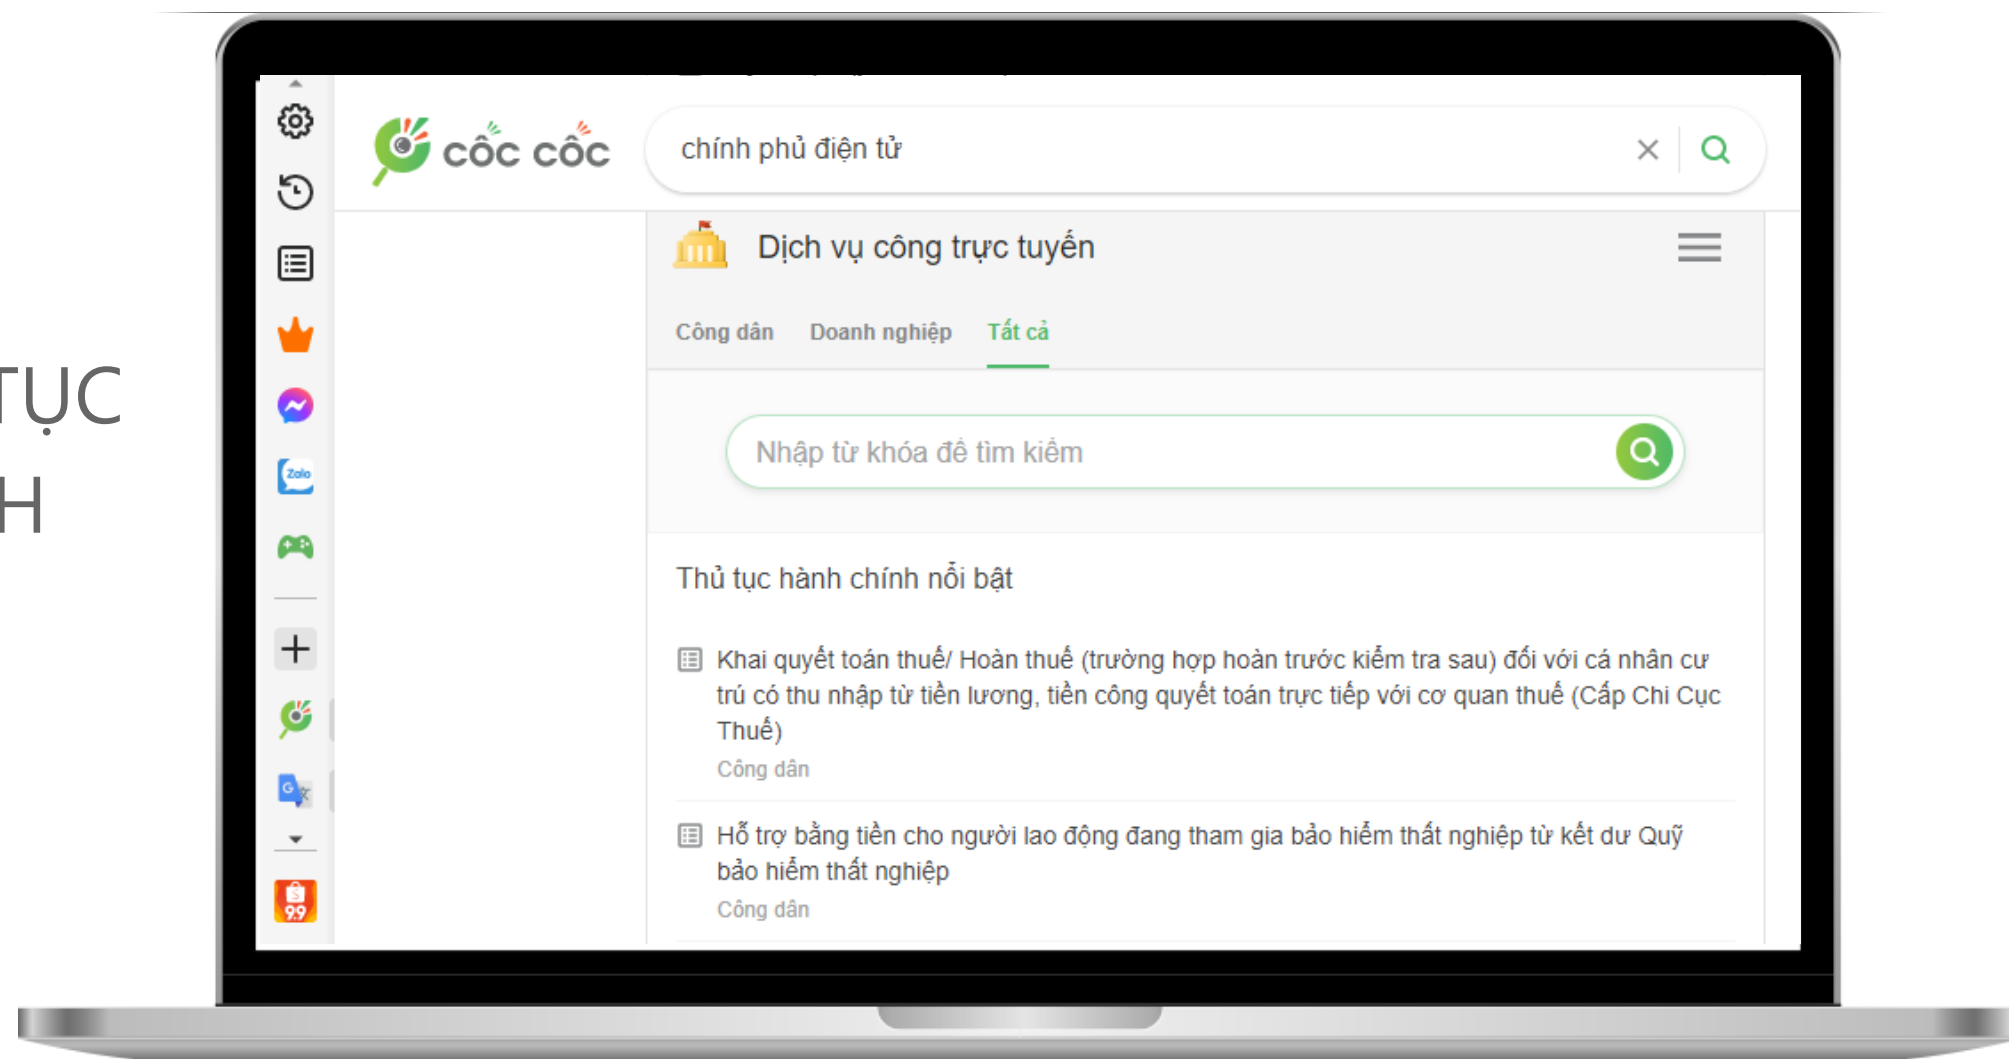 TỤC
H
cốc cốc
chính phủ điện tử
Dịch vụ công trực tuyến
Công dân Doanh nghiệp Tất cả
Nhập từ khóa để tìm kiếm
Zalo
Thủ tục hành chính nổi bật
Khai quyết toán thuế/ Hoàn thuế (trường hợp hoàn trước kiểm tra sau) đối với cá nhân cư
trú có thu nhập từ tiền lương, tiền công quyết toán trực tiếp với cơ quan thuế (Cấp Chi Cục
Thuế)
Công dân
Hỗ trợ bằng tiền cho người lao động đang tham gia bảo hiểm thất nghiệp từ kết dư Quỹ
bảo hiểm thất nghiệp
Công dân
G 文
S
9.9